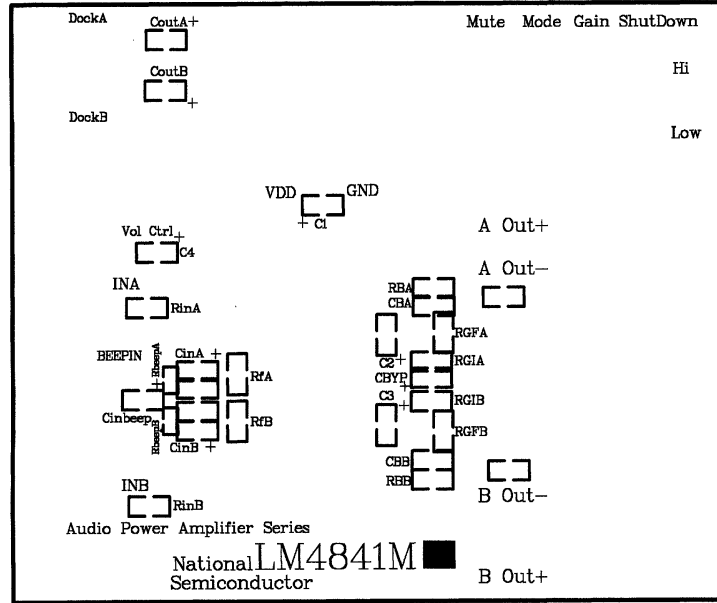 DockA
CoutA+
Mute Mode Gain ShutDown
CoutB
+
Hi
DockB
Low
VDD
GND
+ C1
A Out+
Vol Ctrl+
C4
A Out-
INA
RinA
RBA
CBA
RGFA
BEEPIN
RbeepA
CinA +
RfA
C2+
RGIA
CBYP
+
+
Cinbeep
C3
+
RGIB
RbeepB
RfB
CinB +
RGFB
CBB
RBB
INB
RinB
B Out-
Audio Power Amplifier Series
National LM4841M
Semiconductor
B Out+